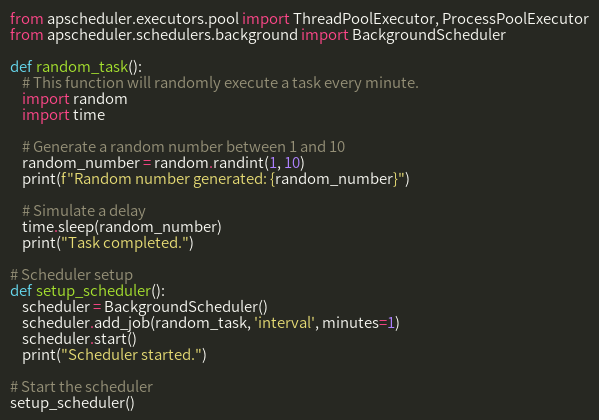 from apscheduler.executors.pool import ThreadPoolExecutor, ProcessPoolExecutor
from apscheduler.schedulers.background import BackgroundScheduler

def random_task():
    # This function will randomly execute a task every minute.
    import random
    import time

    # Generate a random number between 1 and 10
    random_number = random.randint(1, 10)
    print(f"Random number generated: {random_number}")

    # Simulate a delay
    time.sleep(random_number)
    print("Task completed.")

# Scheduler setup
def setup_scheduler():
    scheduler = BackgroundScheduler()
    scheduler.add_job(random_task, 'interval', minutes=1)
    scheduler.start()
    print("Scheduler started.")

# Start the scheduler
setup_scheduler()